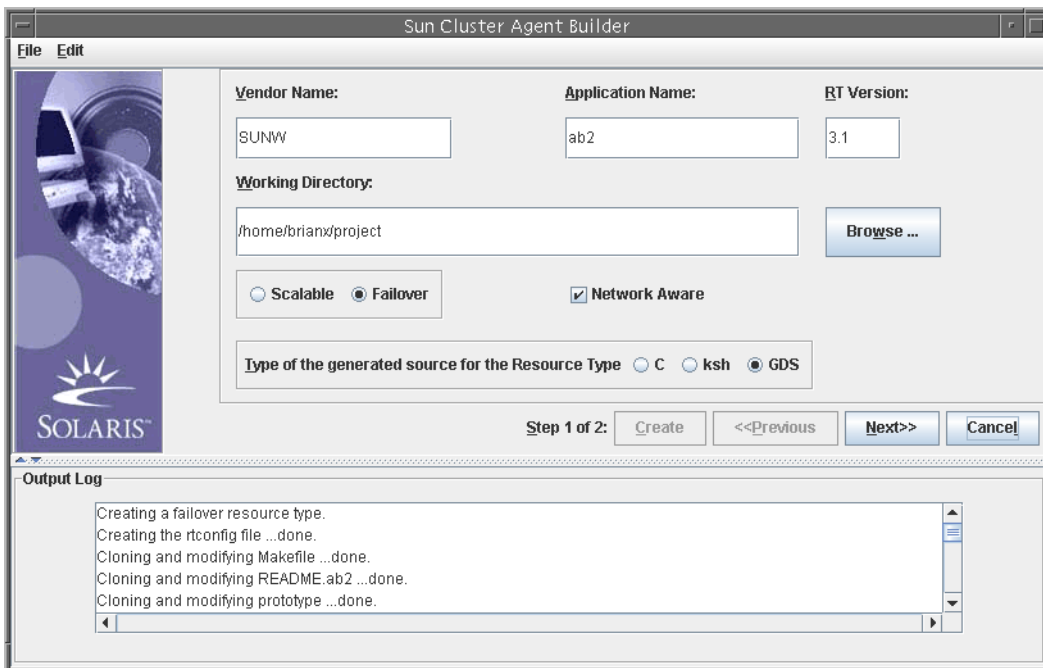 Sun Cluster Agent Builder
File Edit
Vendor Name: Application Name: RT Version:
SUNW ab2 3.1
Working Directory:
/home/brianx/project Browse ...
Scalable Failover Network Aware
Type of the generated source for the Resource Type C ksh GDS
SOLARIS™
Step 1 of 2: Create <<Previous Next>> Cancel
Output Log
Creating a failover resource type.
Creating the rtconfig file ...done.
Cloning and modifying Makefile ...done.
Cloning and modifying README.ab2 ...done.
Cloning and modifying prototype ...done.